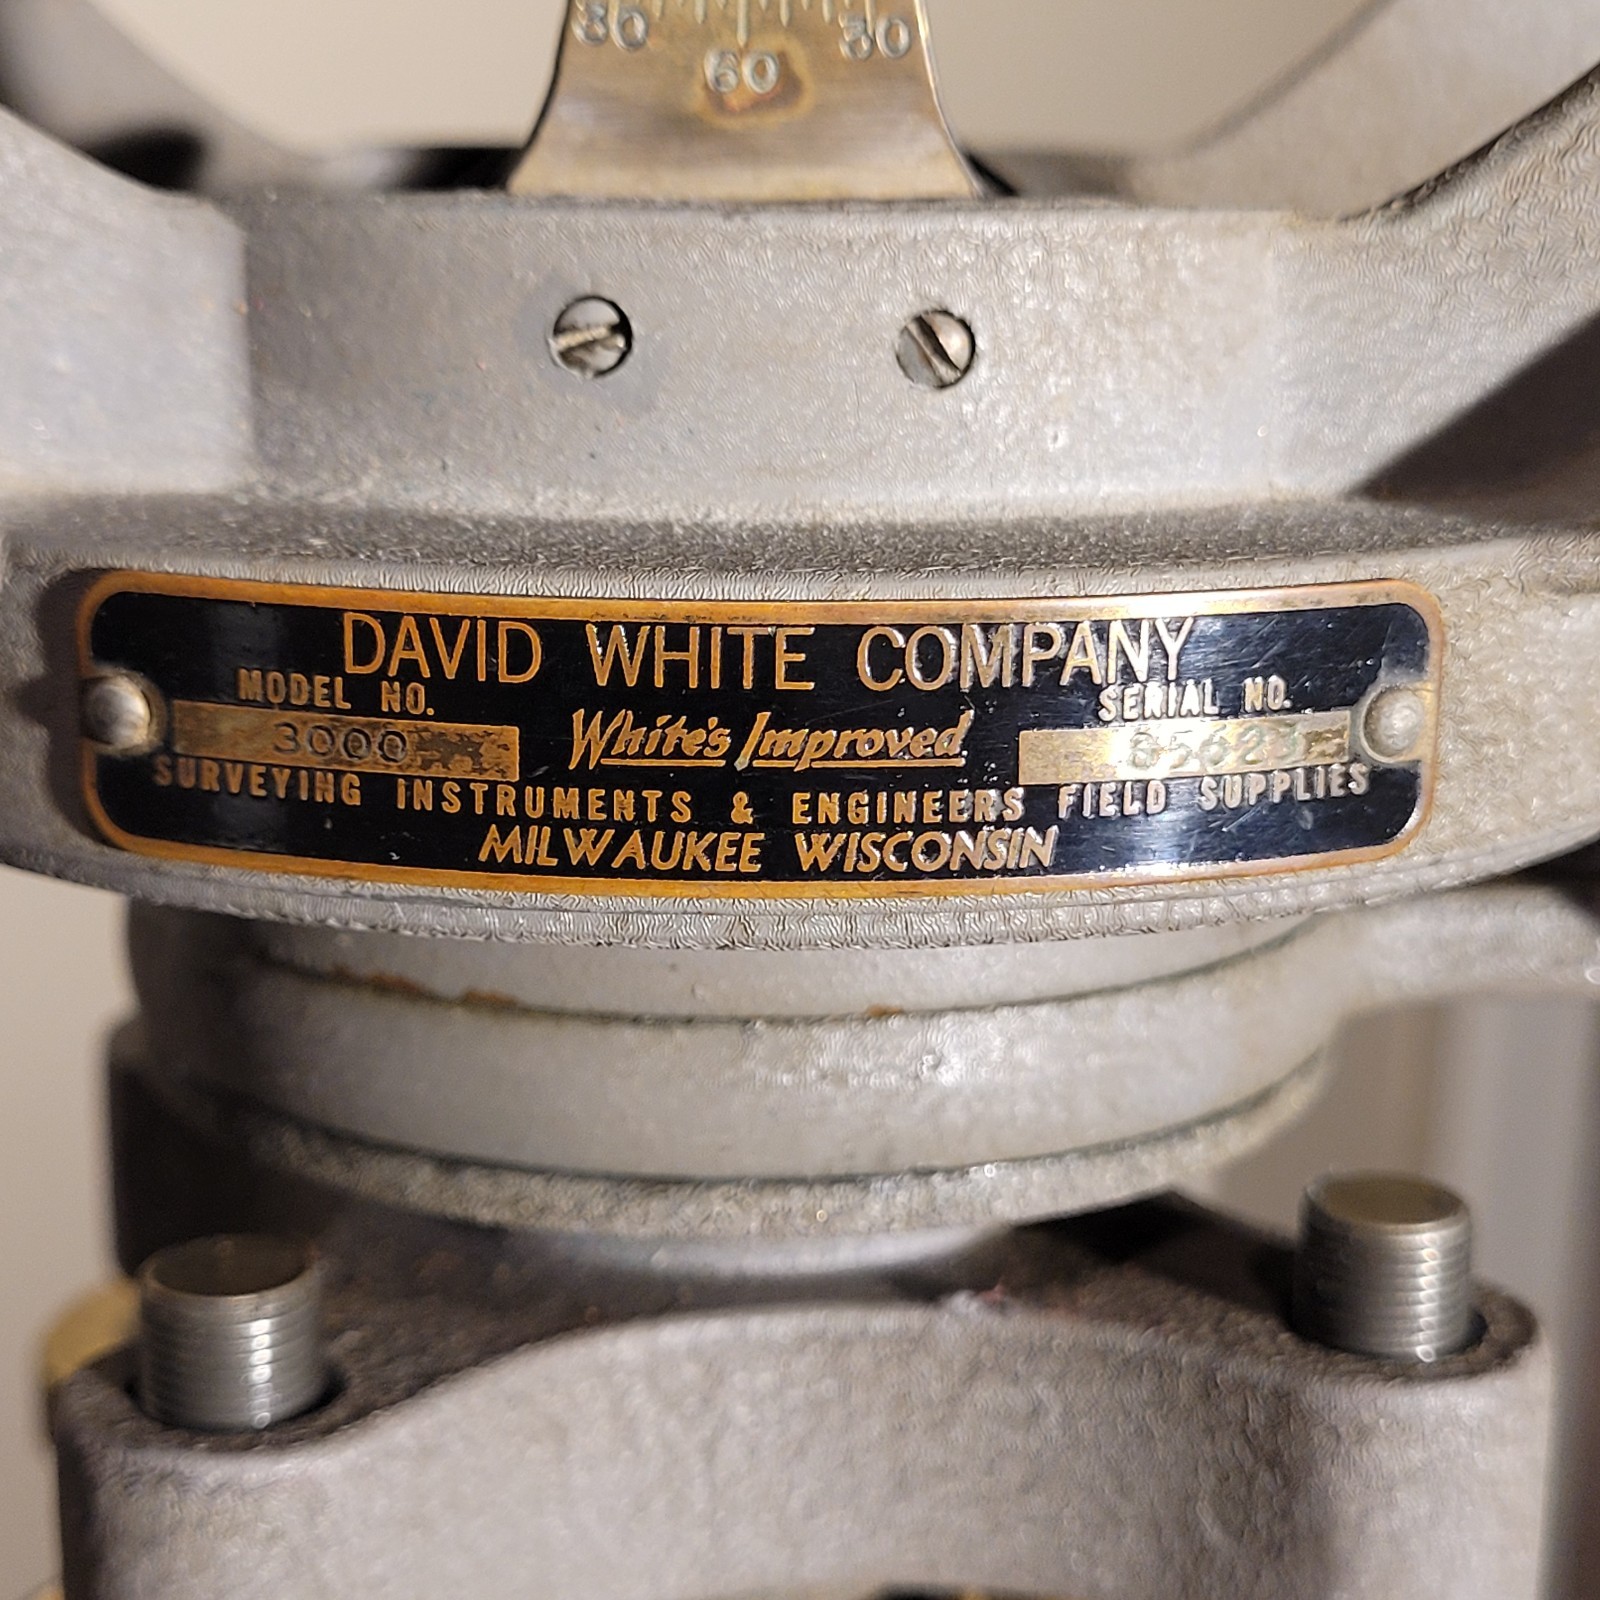 30 30
60
DAVID WHITE COMPANY
MODEL NO. SERIAL NO.
3000 White's Improved
SURVEYING INSTRUMENTS & ENGINEERS FIELD SUPPLIES
MILWAUKEE WISCONSIN